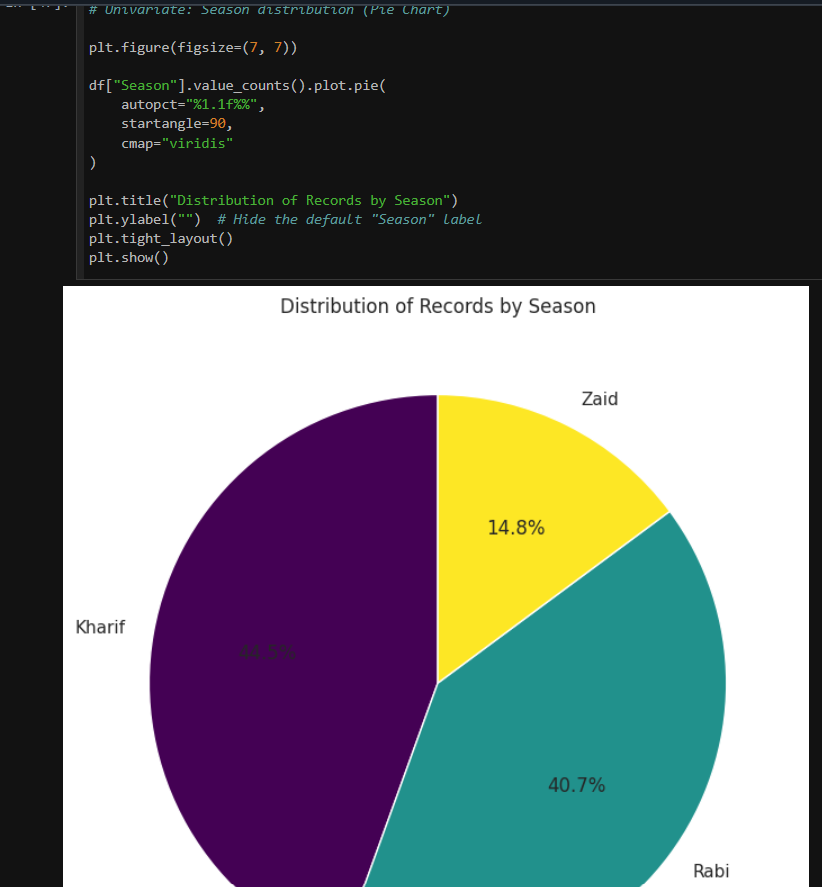 # Univariate: Season distribution (Pie Chart)
plt.figure(figsize=(7, 7))
df["Season"].value_counts().plot.pie(
    autopct="%1.1f%%",
    startangle=90,
    cmap="viridis"
)
plt.title("Distribution of Records by Season")
plt.ylabel("")  # Hide the default "Season" label
plt.tight_layout()
plt.show()
Distribution of Records by Season
Zaid
14.8%
Kharif
44.5%
40.7%
Rabi